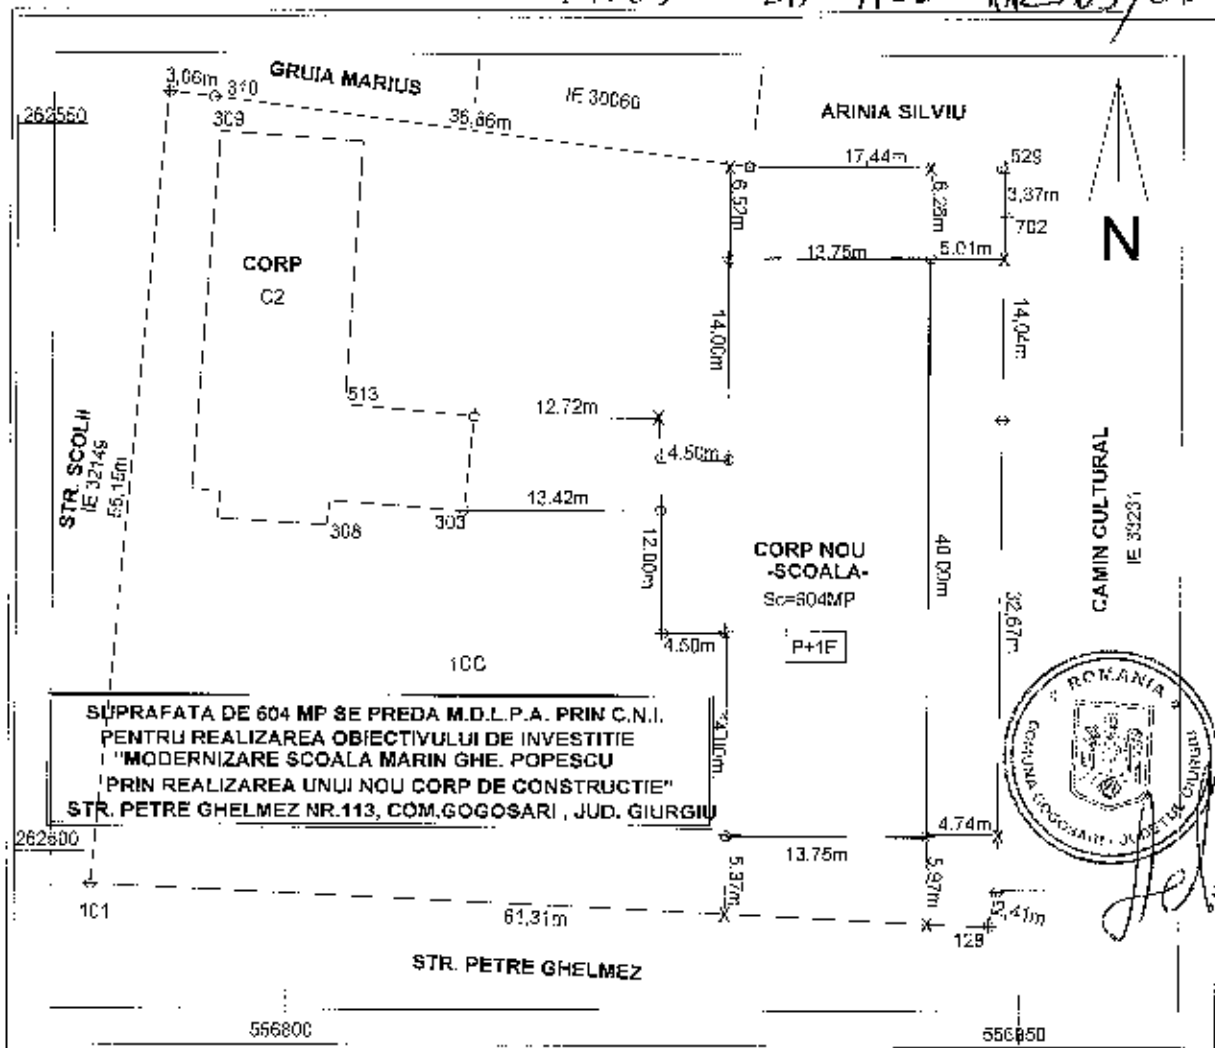 3,06m
310
309
GRUIA MARIUS
IE 30060
ARINIA SILVIU
262550
36,86m
17,44m
529
6.52m
6.28m
3,37m
702
N
CORP
C2
13.75m
5.01m
14.00m
14,04m
513
12.72m
4.50m
STR. SCOLII
IE 32149
55,15m
13.42m
308
303
12.00m
CORP NOU
-SCOALA-
Sc=604MP
P+1E
40.00m
32,67m
CAMIN CULTURAL
4.50m
SUPRAFATA DE 604 MP SE PREDA M.D.L.P.A. PRIN C.N.I.
PENTRU REALIZAREA OBIECTIVULUI DE INVESTITIE
"MODERNIZARE SCOALA MARIN GHE. POPESCU
PRIN REALIZAREA UNUI NOU CORP DE CONSTRUCTIE"
STR. PETRE GHELMEZ NR.113, COM.GOGOSARI , JUD. GIURGIU
ROMANIA
COMUNA GOGOSARI - JUDETUL GIURGIU
262500
4.74m
13.75m
5.37m
5.97m
101
61,31m
129
STR. PETRE GHELMEZ
556800
556850